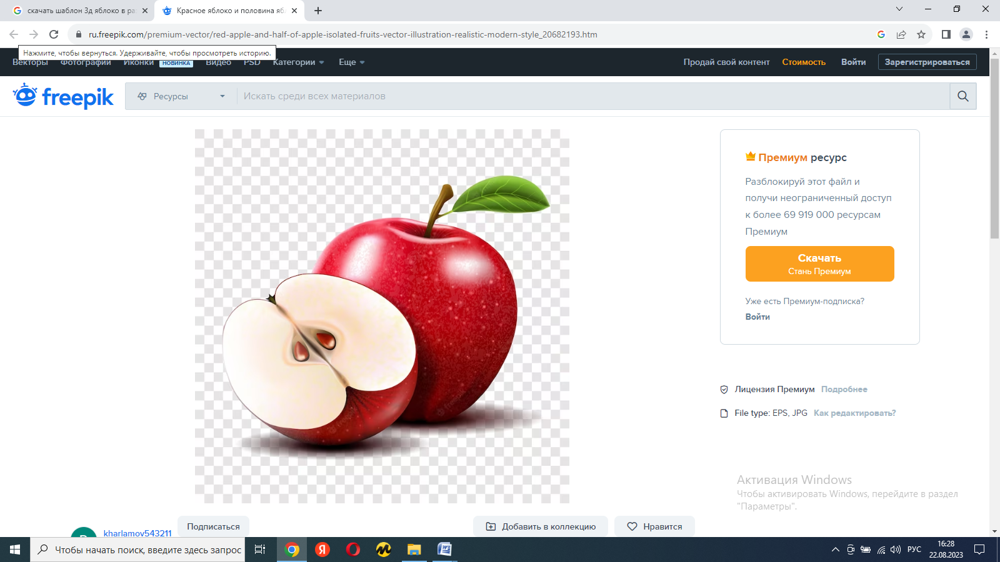 скачать шаблон 3д яблоко в ра
Красное яблоко и половина ябл
ru.freepik.com/premium-vector/red-apple-and-half-of-apple-isolated-fruits-vector-illustration-realistic-modern-style_20682193.htm
Нажмите, чтобы вернуться. Удерживайте, чтобы просмотреть историю.
Векторы Фотографии Иконки НОВИНКА Видео PSD Категории Еще Продай свой контент Стоимость Войти Зарегистрироваться
freepik Ресурсы Искать среди всех материалов
Премиум ресурс
Разблокируй этот файл и
получи неограниченный доступ
к более 69 919 000 ресурсам
Премиум
Скачать
Стань Премиум
Уже есть Премиум-подписка?
Войти
Лицензия Премиум Подробнее
File type: EPS, JPG Как редактировать?
Активация Windows
Чтобы активировать Windows, перейдите в раздел
"Параметры".
kharlamov543211 Подписаться Добавить в коллекцию Нравится
Чтобы начать поиск, введите здесь запрос
РУС
16:28
22.08.2023